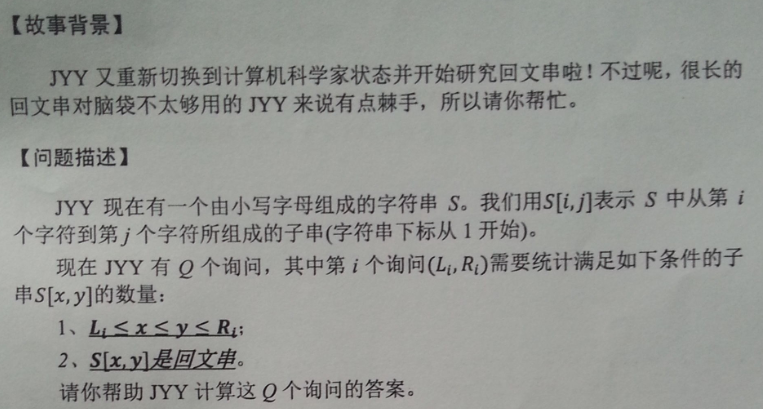 【故事背景】
JYY 又重新切换到计算机科学家状态并开始研究回文串啦！不过呢，很长的
回文串对脑袋不太够用的 JYY 来说有点棘手，所以请你帮忙。
【问题描述】
JYY 现在有一个由小写字母组成的字符串 S。我们用S[i,j]表示 S 中从第 i
个字符到第 j 个字符所组成的子串(字符串下标从 1 开始)。
现在 JYY 有 Q 个询问，其中第 i 个询问(Lᵢ,Rᵢ)需要统计满足如下条件的子
串S[x,y]的数量：
1、Lᵢ ≤ x ≤ y ≤ Rᵢ;
2、S[x,y]是回文串。
请你帮助 JYY 计算这 Q 个询问的答案。